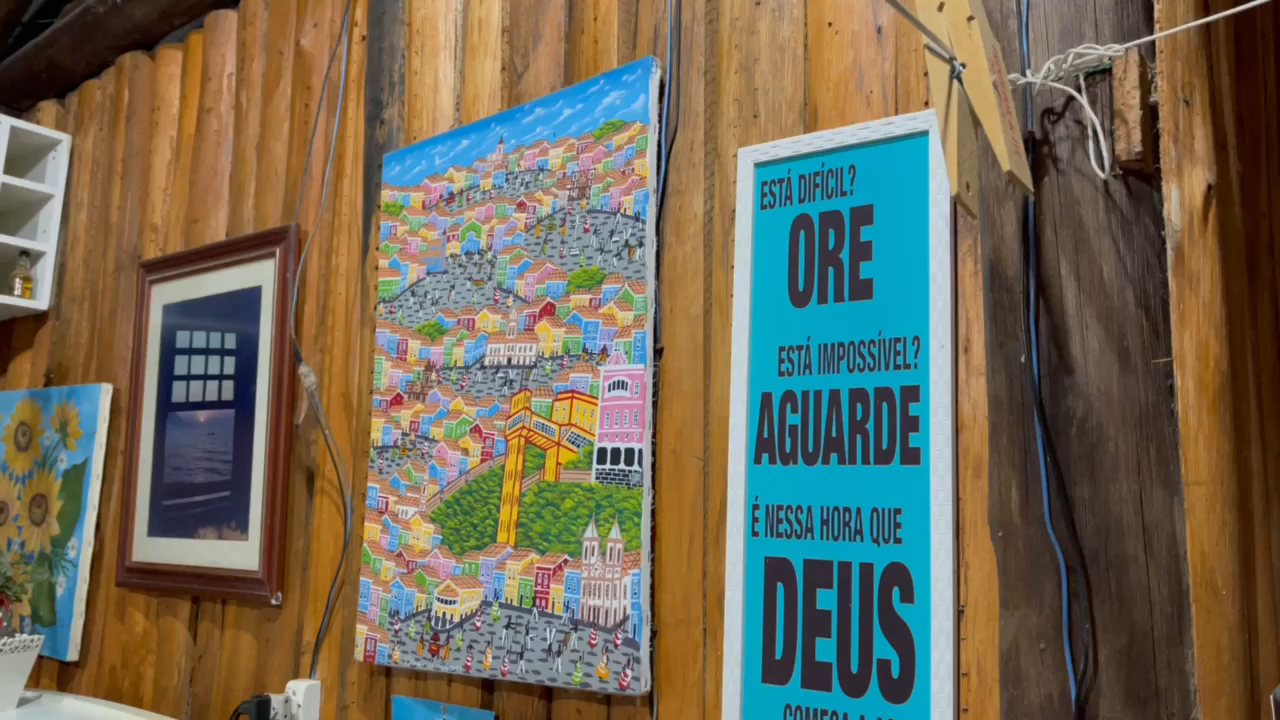 ESTÁ DIFÍCIL?
ORE
ESTÁ IMPOSSÍVEL?
AGUARDE
É NESSA HORA QUE
DEUS